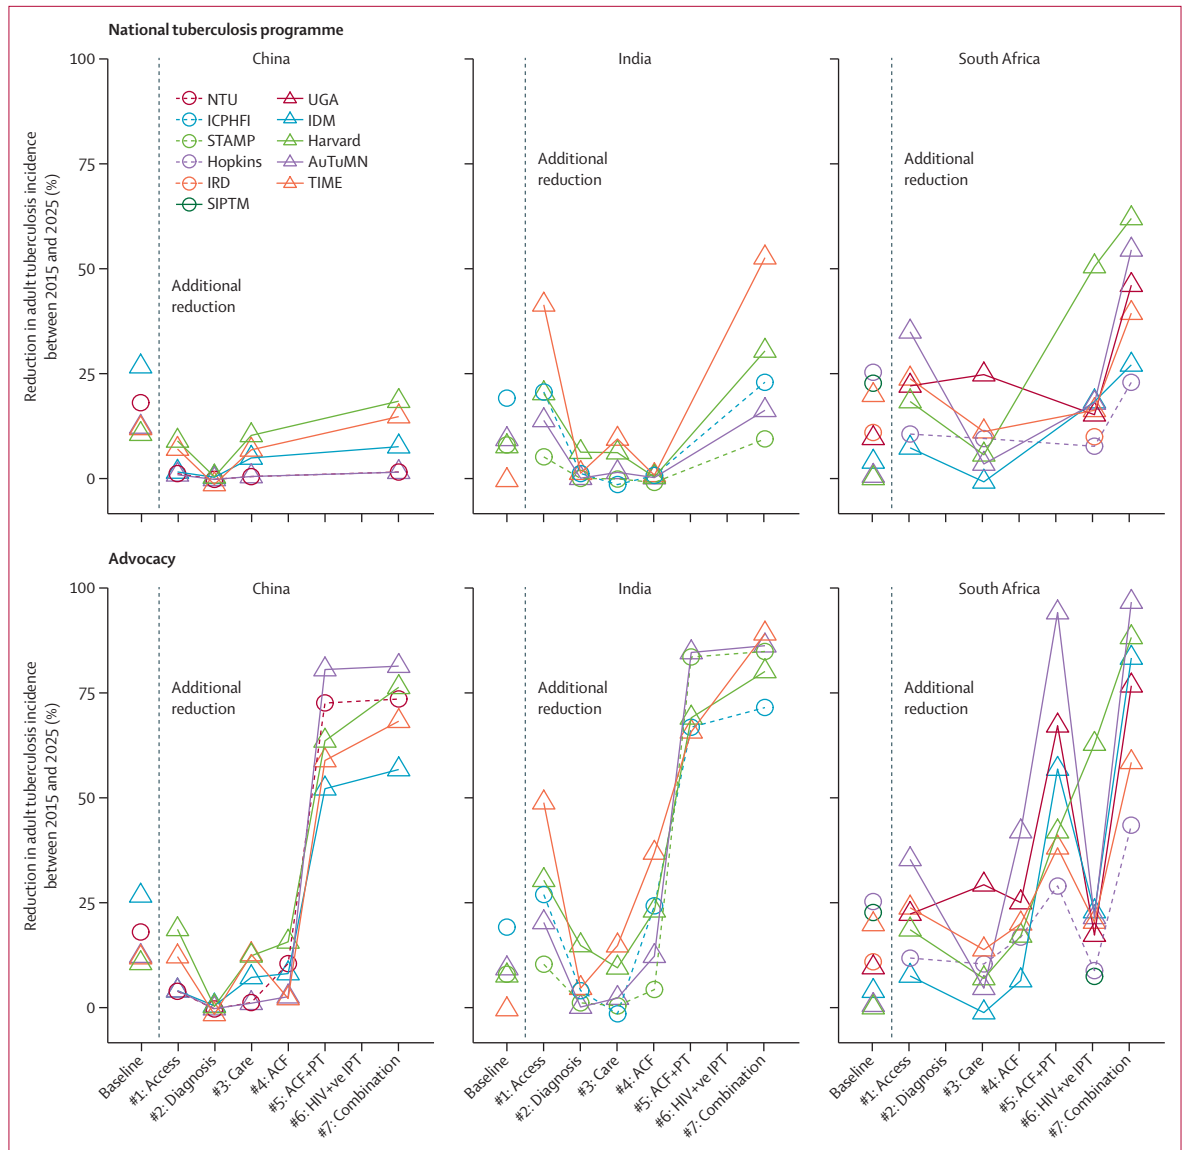 National tuberculosis programme
China
India
South Africa
100
75
50
25
0
Reduction in adult tuberculosis incidence
between 2015 and 2025 (%)
NTU
ICPHFI
STAMP
Hopkins
IRD
SIPTM
UGA
IDM
Harvard
AuTuMN
TIME
Additional
reduction
Additional
reduction
Additional
reduction
Advocacy
China
India
South Africa
100
75
50
25
0
Reduction in adult tuberculosis incidence
between 2015 and 2025 (%)
Additional
reduction
Additional
reduction
Additional
reduction
Baseline
#1: Access
#2: Diagnosis
#3: Care
#4: ACF
#5: ACF+PT
#6: HIV+ve IPT
#7: Combination
Baseline
#1: Access
#2: Diagnosis
#3: Care
#4: ACF
#5: ACF+PT
#6: HIV+ve IPT
#7: Combination
Baseline
#1: Access
#2: Diagnosis
#3: Care
#4: ACF
#5: ACF+PT
#6: HIV+ve IPT
#7: Combination